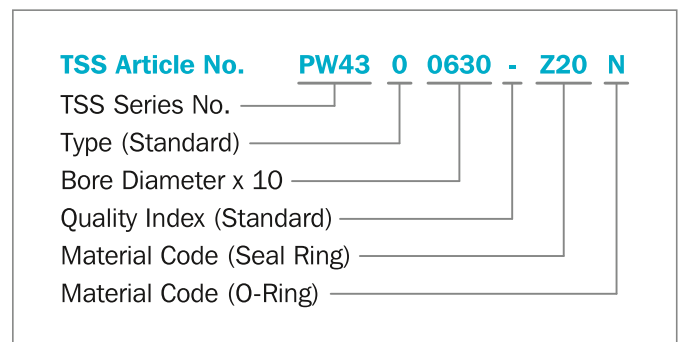 TSS Article No. PW43 0 0630 - Z20 N
TSS Series No.
Type (Standard)
Bore Diameter x 10
Quality Index (Standard)
Material Code (Seal Ring)
Material Code (O-Ring)